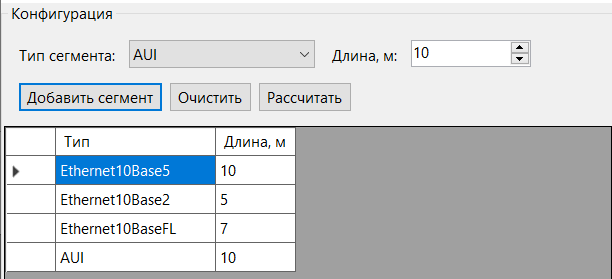 Конфигурация
Тип сегмента: AUI Длина, м: 10
Добавить сегмент Очистить Рассчитать
Тип Длина, м
Ethernet10Base5 10
Ethernet10Base2 5
Ethernet10BaseFL 7
AUI 10